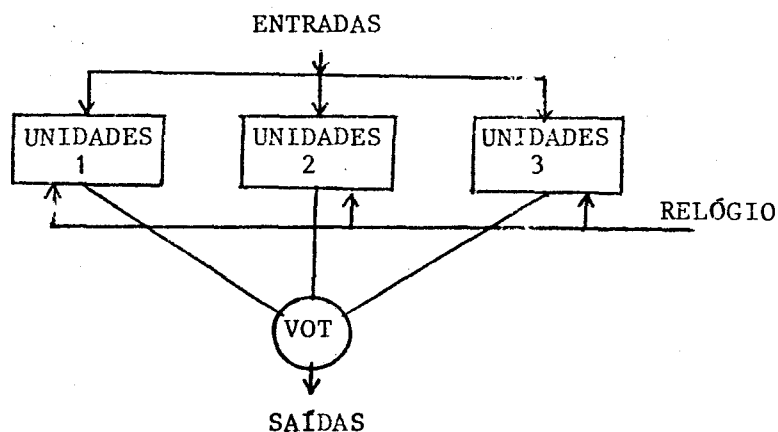 ENTRADAS
UNIDADES
1
UNIDADES
2
UNIDADES
3
RELÓGIO
VOT
SAÍDAS